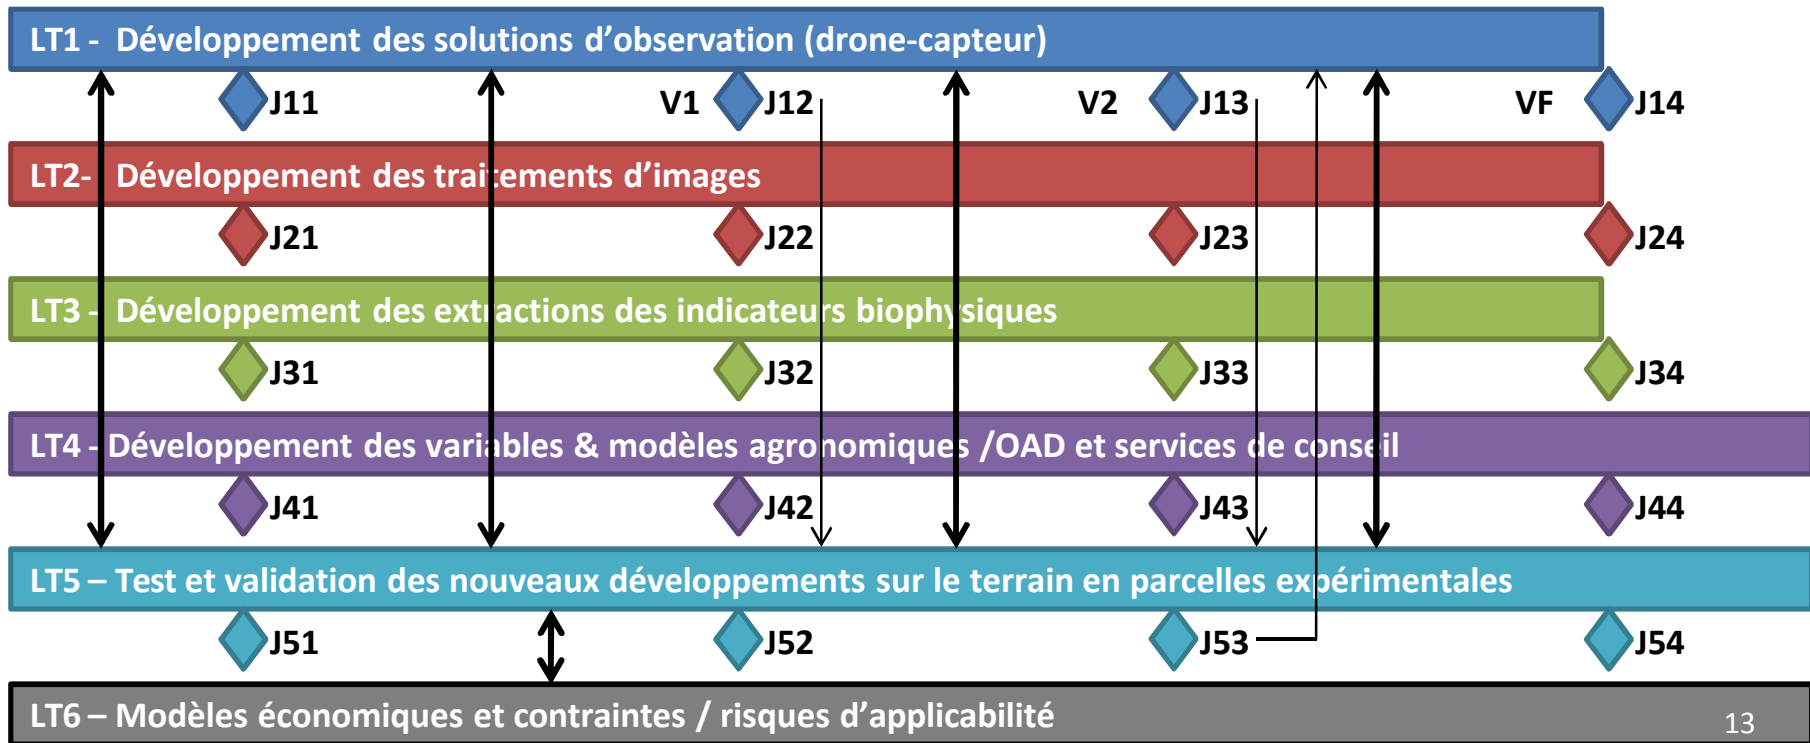 LT1 - Développement des solutions d’observation (drone-capteur)
J11 V1 J12 V2 J13 VF J14
LT2- Développement des traitements d’images
J21 J22 J23 J24
LT3 - Développement des extractions des indicateurs biophysiques
J31 J32 J33 J34
LT4 - Développement des variables & modèles agronomiques /OAD et services de conseil
J41 J42 J43 J44
LT5 – Test et validation des nouveaux développements sur le terrain en parcelles expérimentales
J51 J52 J53 J54
LT6 – Modèles économiques et contraintes / risques d’applicabilité
13